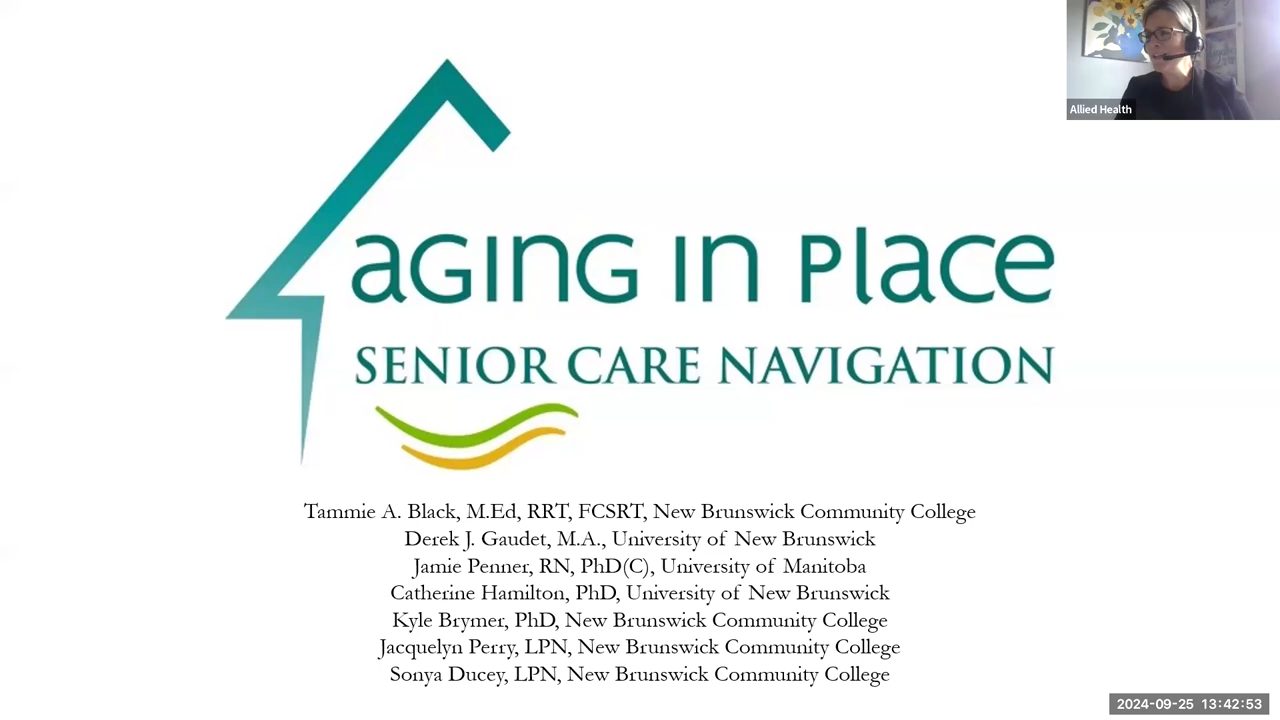 Allied Health
aging in place
SENIOR CARE NAVIGATION
Tammie A. Black, M.Ed, RRT, FCSRT, New Brunswick Community College
Derek J. Gaudet, M.A., University of New Brunswick
Jamie Penner, RN, PhD(C), University of Manitoba
Catherine Hamilton, PhD, University of New Brunswick
Kyle Brymer, PhD, New Brunswick Community College
Jacquelyn Perry, LPN, New Brunswick Community College
Sonya Ducey, LPN, New Brunswick Community College
2024-09-25 13:42:53